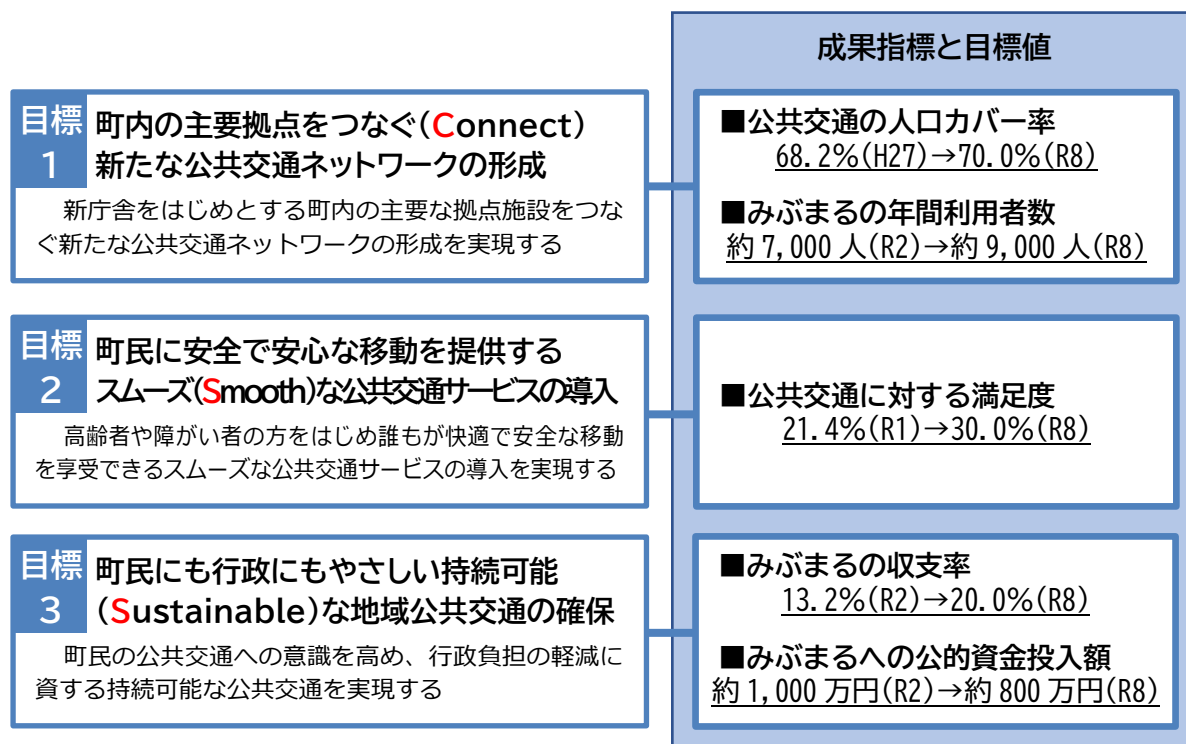 成果指標と目標値
目標
1
町内の主要拠点をつなぐ(Connect)
新たな公共交通ネットワークの形成
新庁舎をはじめとする町内の主要な拠点施設をつな
ぐ新たな公共交通ネットワークの形成を実現する
■公共交通の人口カバー率
68.2%(H27)→70.0%(R8)
■みぶまるの年間利用者数
約7,000人(R2)→約9,000人(R8)
目標
2
町民に安全で安心な移動を提供する
スムーズ(Smooth)な公共交通サービスの導入
高齢者や障がい者の方をはじめ誰もが快適で安全な移動
を享受できるスムーズな公共交通サービスの導入を実現する
■公共交通に対する満足度
21.4%(R1)→30.0%(R8)
目標
3
町民にも行政にもやさしい持続可能
(Sustainable)な地域公共交通の確保
町民の公共交通への意識を高め、行政負担の軽減に
資する持続可能な公共交通を実現する
■みぶまるの収支率
13.2%(R2)→20.0%(R8)
■みぶまるへの公的資金投入額
約1,000万円(R2)→約800万円(R8)